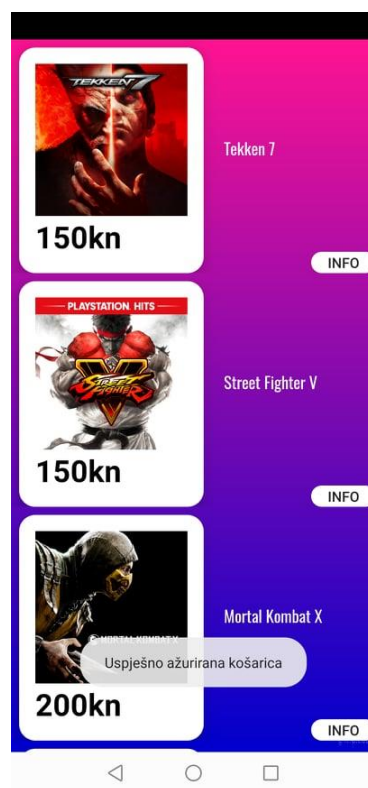 TEKKEN 7
150kn
Tekken 7
INFO
PLAYSTATION HITS
STREET FIGHTER V
150kn
Street Fighter V
INFO
MORTAL KOMBAT X
200kn
Mortal Kombat X
Uspješno ažurirana košarica
INFO